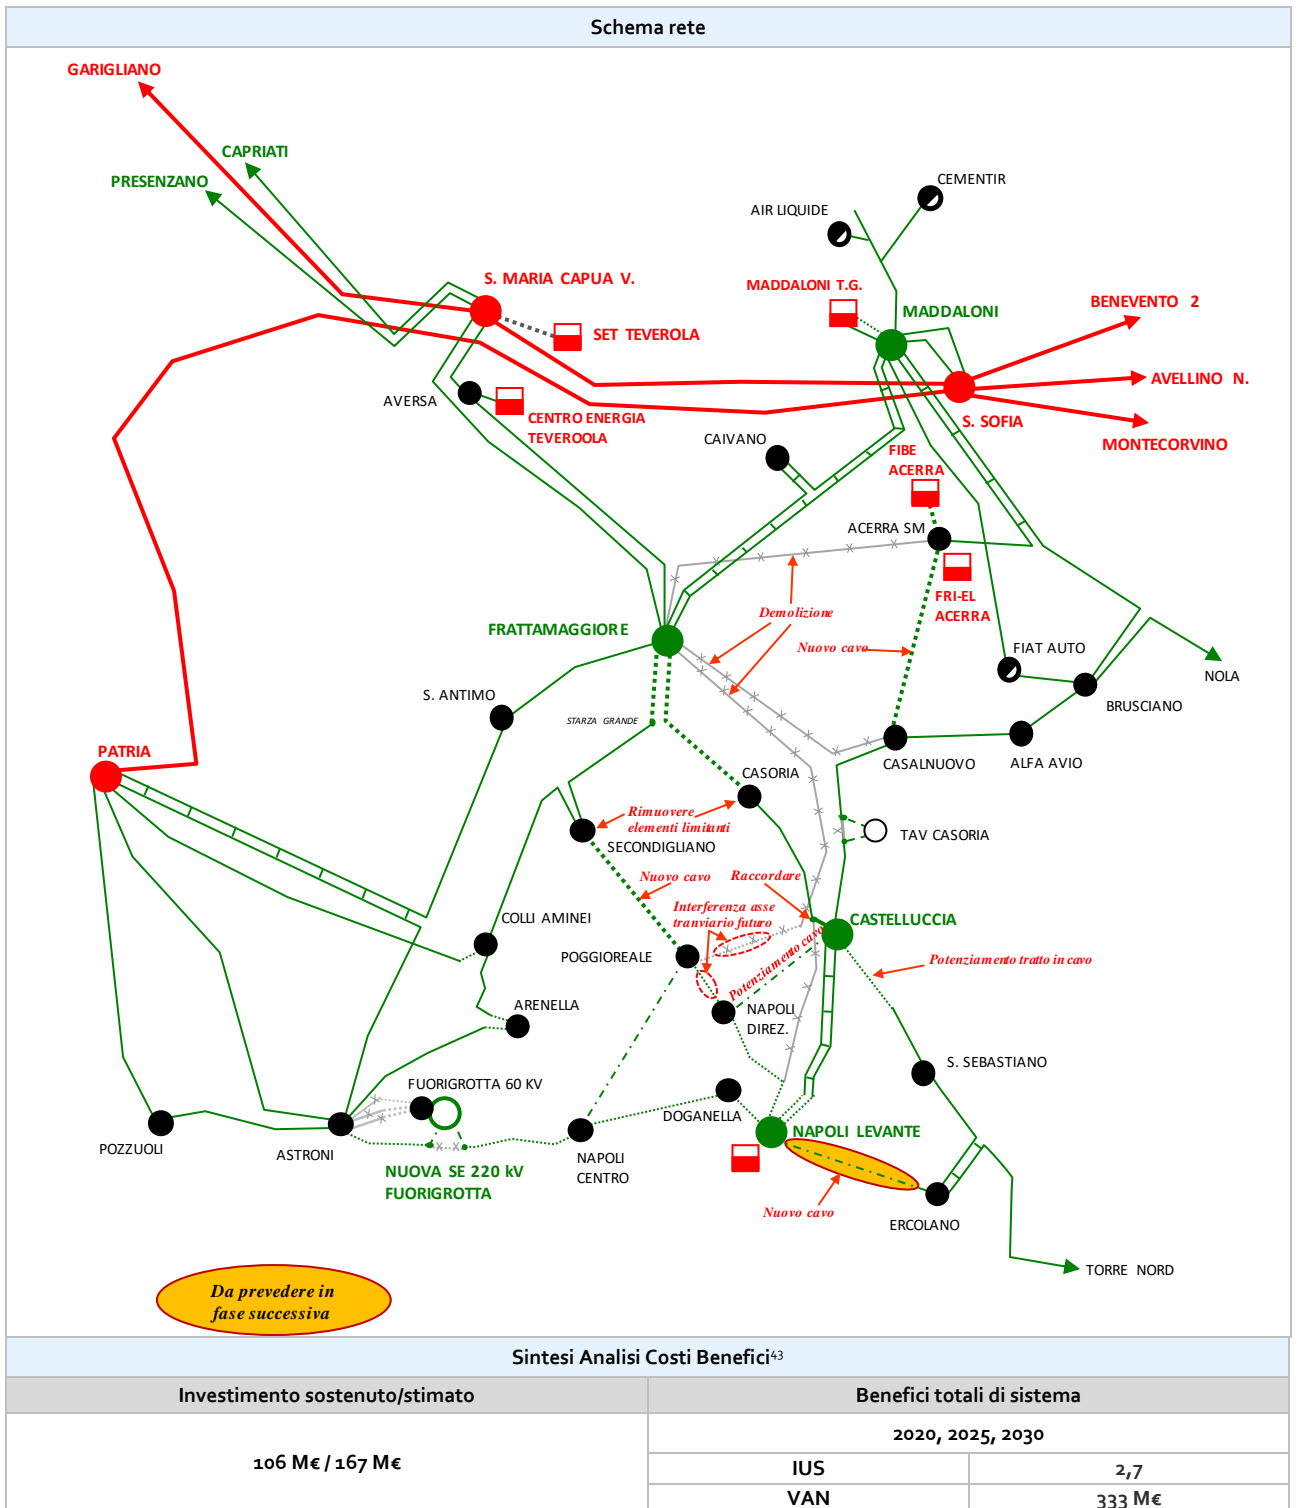 Schema rete
GARIGLIANO
CAPRIATI
PRESENZANO
CEMENTIR
AIR LIQUIDE
S. MARIA CAPUA V.
MADDALONI T.G.
BENEVENTO 2
MADDALONI
SET TEVEROLA
AVELLINO N.
AVERSA
CENTRO ENERGIA
TEVEROOLA
S. SOFIA
MONTECORVINO
CAIVANO
FIBE
ACERRA
ACERRA SM
FRI-EL
ACERRA
Demolizione
FRATTAMAGGIORE
Nuovo cavo
FIAT AUTO
NOLA
S. ANTIMO
BRUSCIANO
STARZA GRANDE
PATRIA
CASALNUOVO
ALFA AVIO
CASORIA
Rimuovere
elementi limitanti
TAV CASORIA
SECONDIGLIANO
Nuovo cavo
Raccordare
Interferenza asse
tranviario futuro
COLLI AMINEI
CASTELLUCCIA
POGGIOREALE
Potenziamento cavo
Potenziamento tratto in cavo
ARENELLA
NAPOLI
DIREZ.
S. SEBASTIANO
FUORIGROTTA 60 KV
DOGANELLA
POZZUOLI
ASTRONI
NAPOLI LEVANTE
NUOVA SE 220 kV
FUORIGROTTA
NAPOLI
CENTRO
Nuovo cavo
ERCOLANO
TORRE NORD
Da prevedere in
fase successiva
Sintesi Analisi Costi Benefici43
Investimento sostenuto/stimato
Benefici totali di sistema
2020, 2025, 2030
106 M€ / 167 M€
IUS
2,7
VAN
333 M€